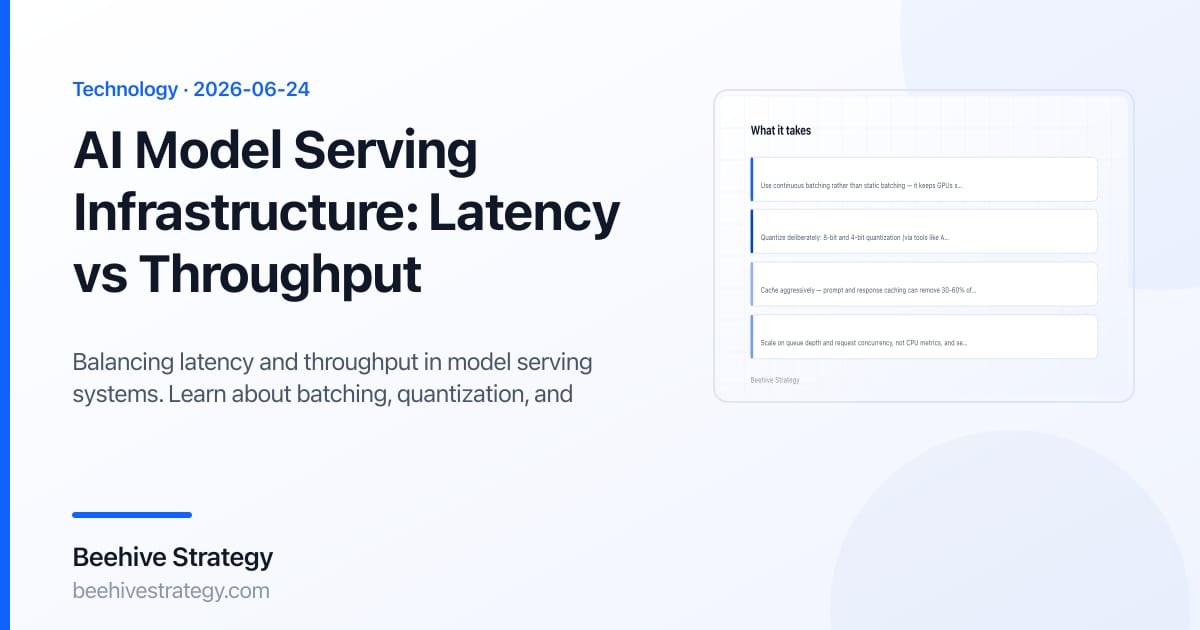 Technology · 2026-06-24
AI Model Serving
Infrastructure: Latency
vs Throughput
Balancing latency and throughput in model serving
systems. Learn about batching, quantization, and
Beehive Strategy
beehivestrategy.com
What it takes
Use continuous batching rather than static batching — it keeps GPUs s...
Quantize deliberately: 8-bit and 4-bit quantization (via tools like A...
Cache aggressively — prompt and response caching can remove 30-60% of...
Scale on queue depth and request concurrency, not CPU metrics, and se...
Beehive Strategy